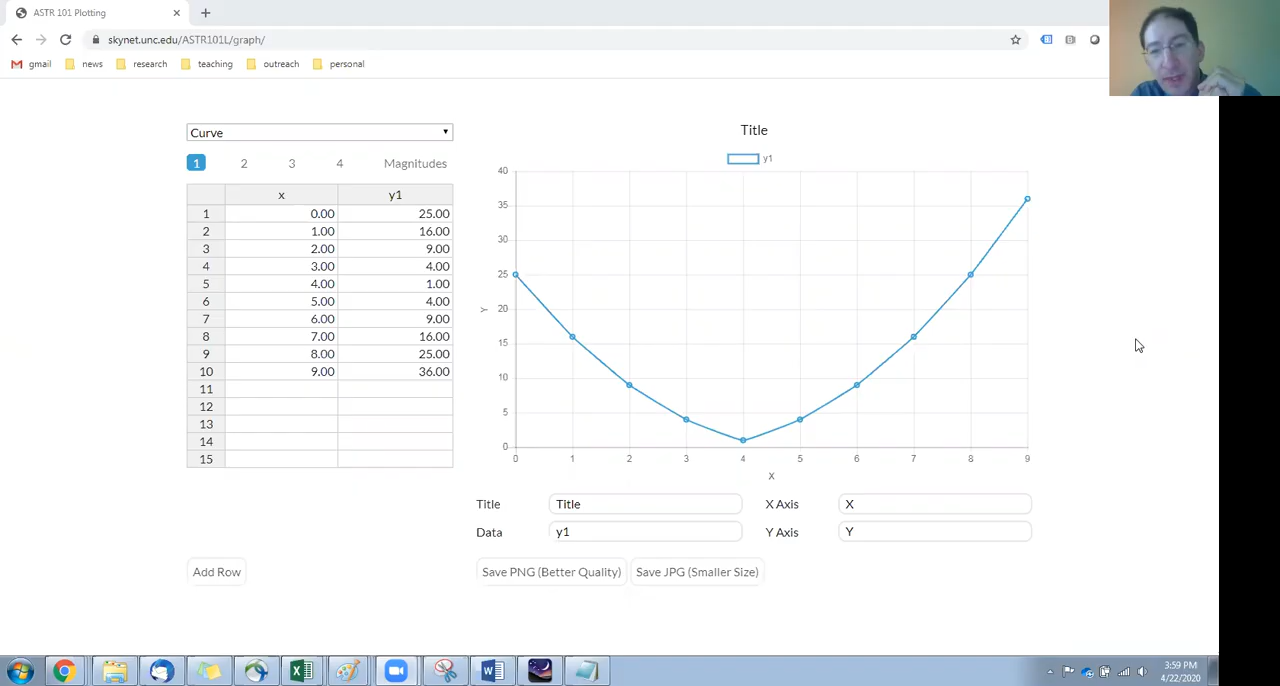 ASTR 101 Plotting
skynet.unc.edu/ASTR101L/graph/
gmail news research teaching outreach personal
Curve
1 2 3 4 Magnitudes
x y1
1 0.00 25.00
2 1.00 16.00
3 2.00 9.00
4 3.00 4.00
5 4.00 1.00
6 5.00 4.00
7 6.00 9.00
8 7.00 16.00
9 8.00 25.00
10 9.00 36.00
11
12
13
14
15
Add Row
Title
y1
40
35
30
25
20
15
10
5
0
Y
0 1 2 3 4 5 6 7 8 9
X
Title Title X Axis X
Data y1 Y Axis Y
Save PNG (Better Quality) Save JPG (Smaller Size)
3:59 PM
4/22/2020